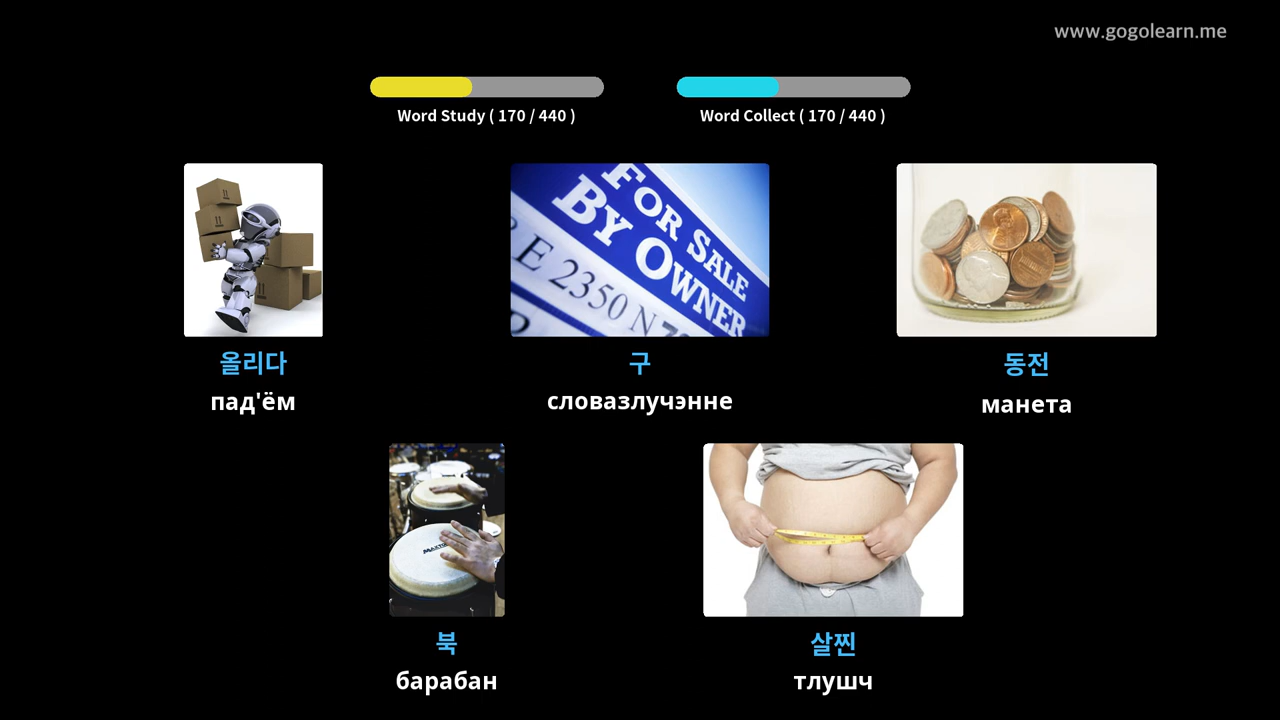 www.gogolearn.me
Word Study ( 170 / 440 )
Word Collect ( 170 / 440 )
FOR SALE
BY OWNER
E 2350 N
올리다
пад'ём
구
словазлучэнне
동전
манета
북
барабан
살찐
тлушч